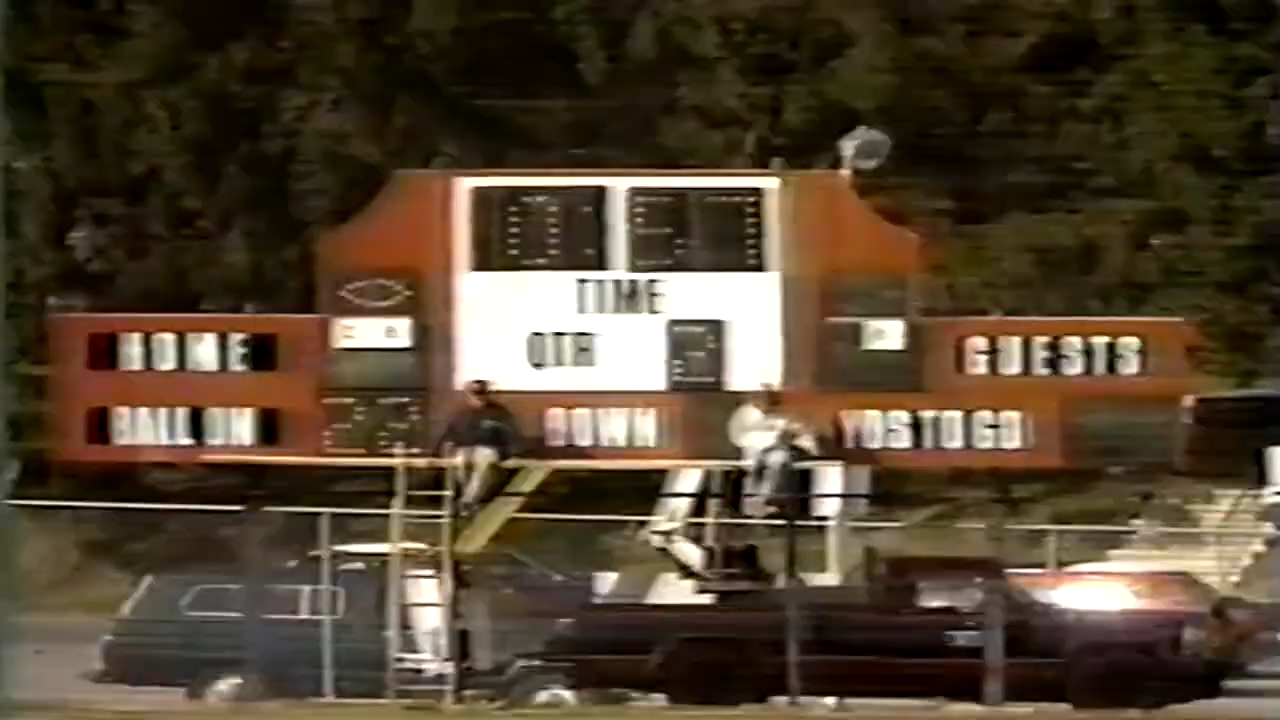 TIME
QTR
HOME
GUESTS
BALL ON
DOWN
YDS TO GO